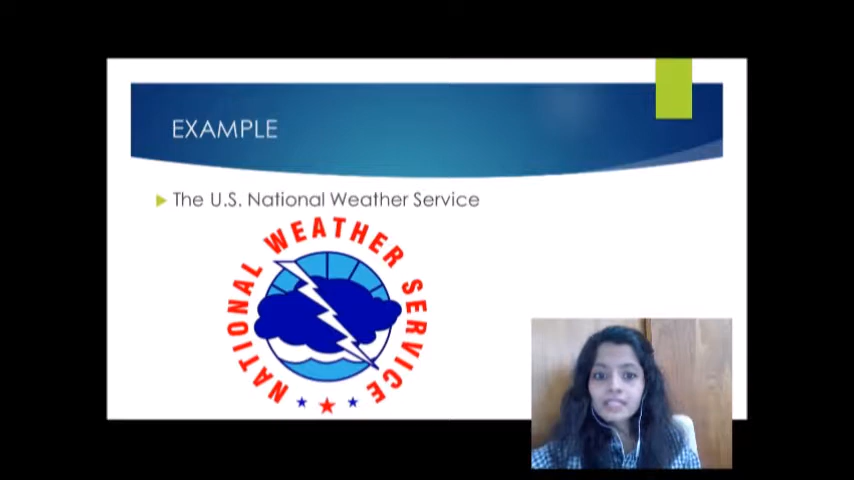 EXAMPLE
The U.S. National Weather Service
NATIONAL WEATHER SERVICE